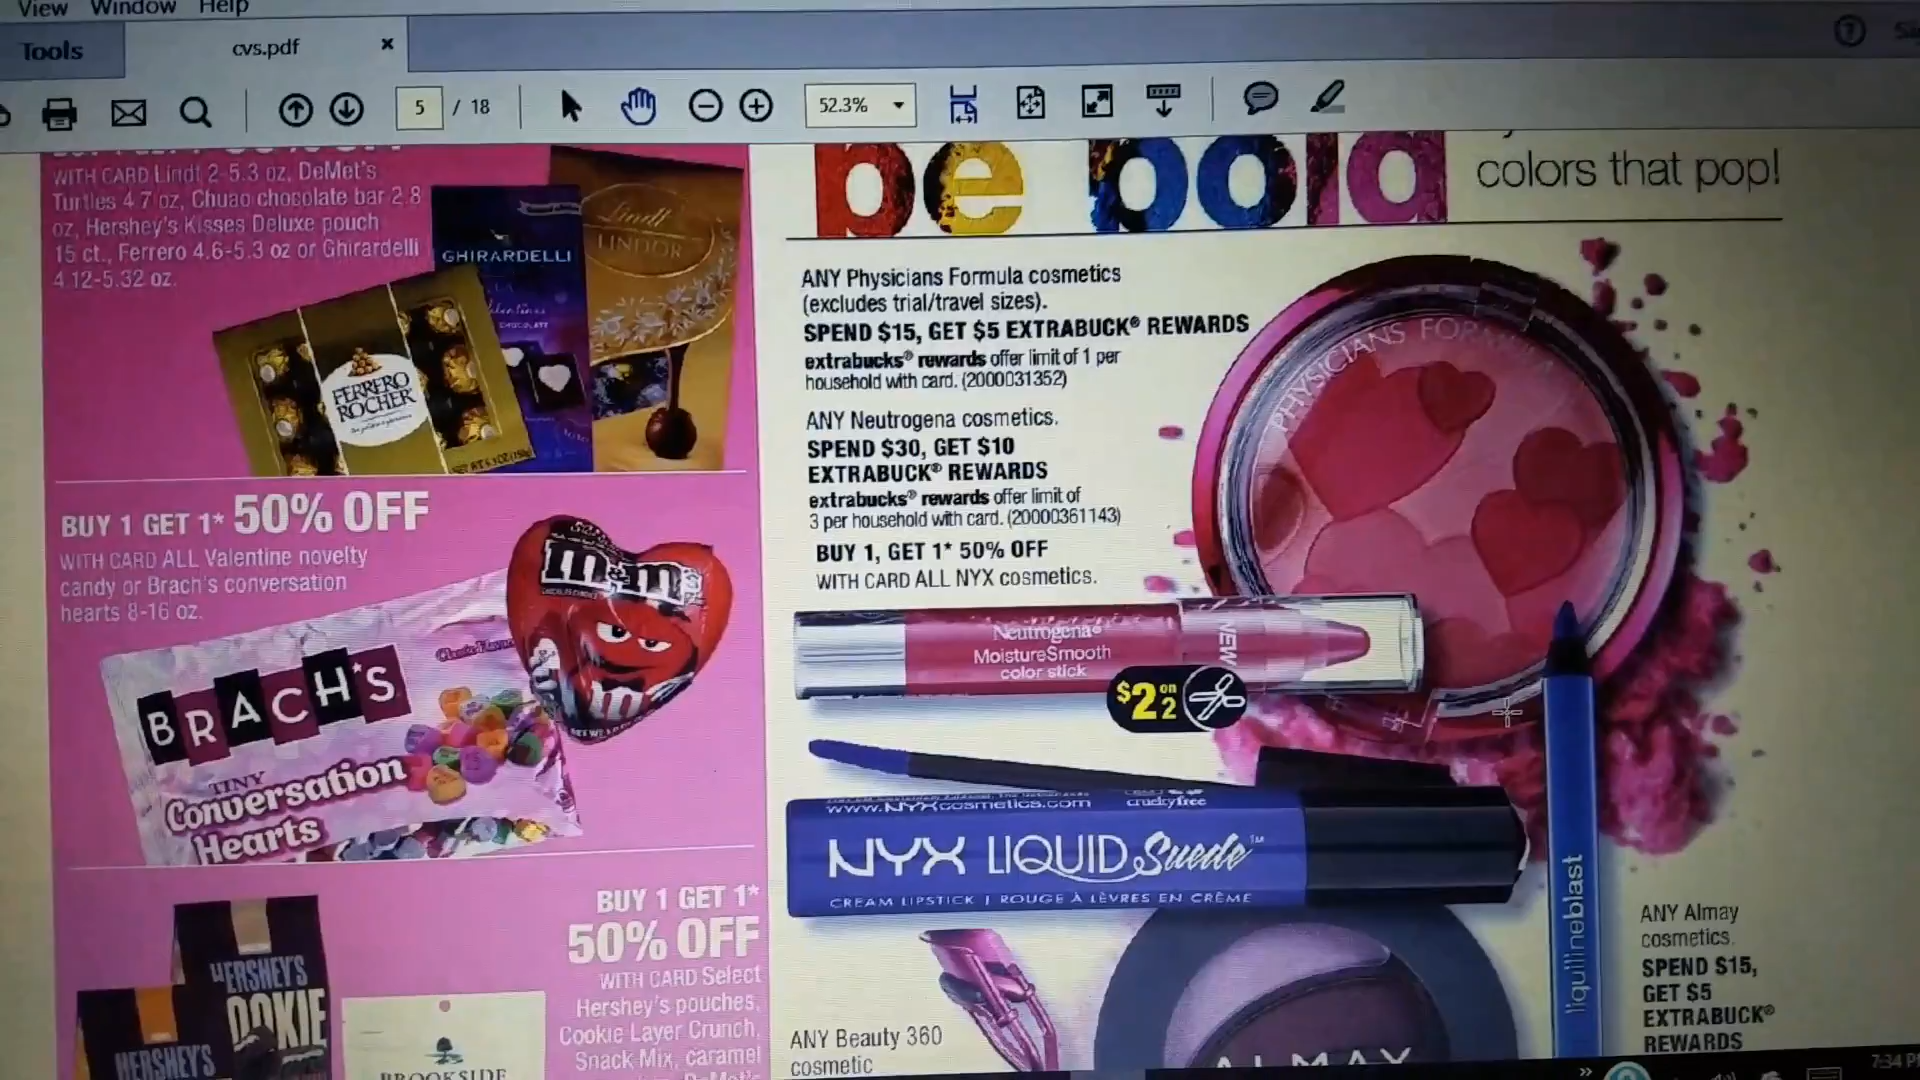 View Window Help
Tools
cvs.pdf ×
5 / 18
52.3%
WITH CARD Lindt 2-5.3 oz, DeMet's
Turtles 4.7 oz, Chuao chocolate bar 2.8
oz, Hershey's Kisses Deluxe pouch
15 ct., Ferrero 4.6-5.3 oz or Ghirardelli
4.12-5.32 oz.
GHIRARDELLI
Lindt
LINDOR
FERRERO
ROCHER
BUY 1 GET 1* 50% OFF
WITH CARD ALL Valentine novelty
candy or Brach's conversation
hearts 8-16 oz.
m&m's
m
BRACH'S
TINY
Conversation
Hearts
BUY 1 GET 1*
50% OFF
WITH CARD Select
Hershey's pouches,
Cookie Layer Crunch,
Snack Mix, caramel
HERSHEY'S
HERSHEY'S
BROOKSIDE
be bold
colors that pop!
ANY Physicians Formula cosmetics
(excludes trial/travel sizes).
SPEND $15, GET $5 EXTRABUCK® REWARDS
extrabucks® rewards offer limit of 1 per
household with card. (2000031352)
ANY Neutrogena cosmetics.
SPEND $30, GET $10
EXTRABUCK® REWARDS
extrabucks® rewards offer limit of
3 per household with card. (20000361143)
BUY 1, GET 1* 50% OFF
WITH CARD ALL NYX cosmetics.
PHYSICIANS
Neutrogena®
MoistureSmooth
color stick
NEW
$2 on 2
www.NYXcosmetics.com
crueltyfree
NYX LIQUID Suede™
CREAM LIPSTICK | ROUGE À LÈVRES EN CRÈME
liquilineblast
ANY Almay
cosmetics.
SPEND $15,
GET $5
EXTRABUCK®
REWARDS
ANY Beauty 360
cosmetic
ALMAY
7:34 P